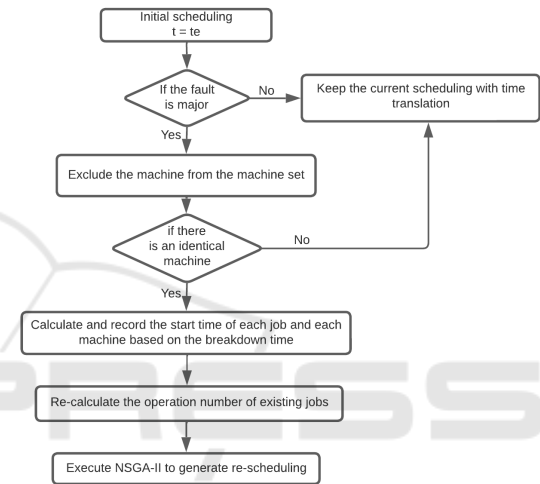 Initial scheduling
t = te
If the fault
is major
No
Keep the current scheduling with time
translation
Yes
Exclude the machine from the machine set
if there
is an identical
machine
No
Yes
Calculate and record the start time of each job and each
machine based on the breakdown time
Re-calculate the operation number of existing jobs
Execute NSGA-II to generate re-scheduling
PRESS